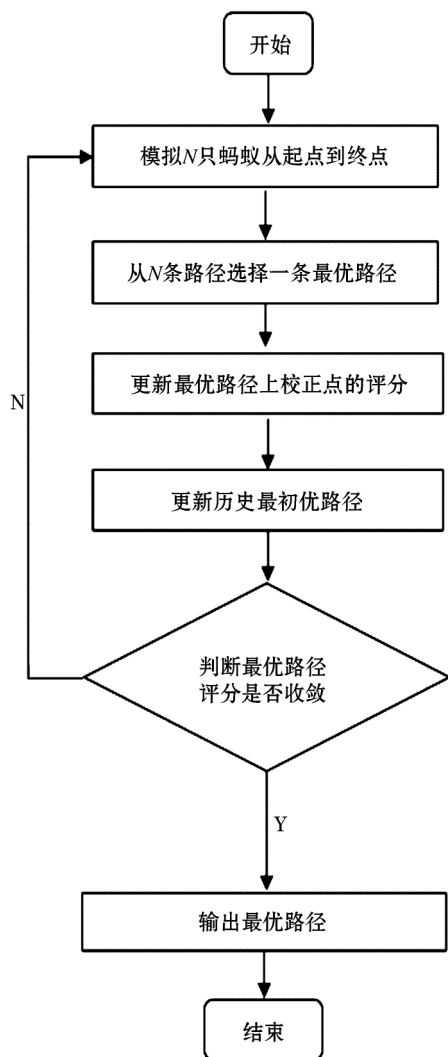 开始
模拟N只蚂蚁从起点到终点
从N条路径选择一条最优路径
更新最优路径上校正点的评分
N
更新历史最初优路径
判断最优路径
评分是否收敛
Y
输出最优路径
结束